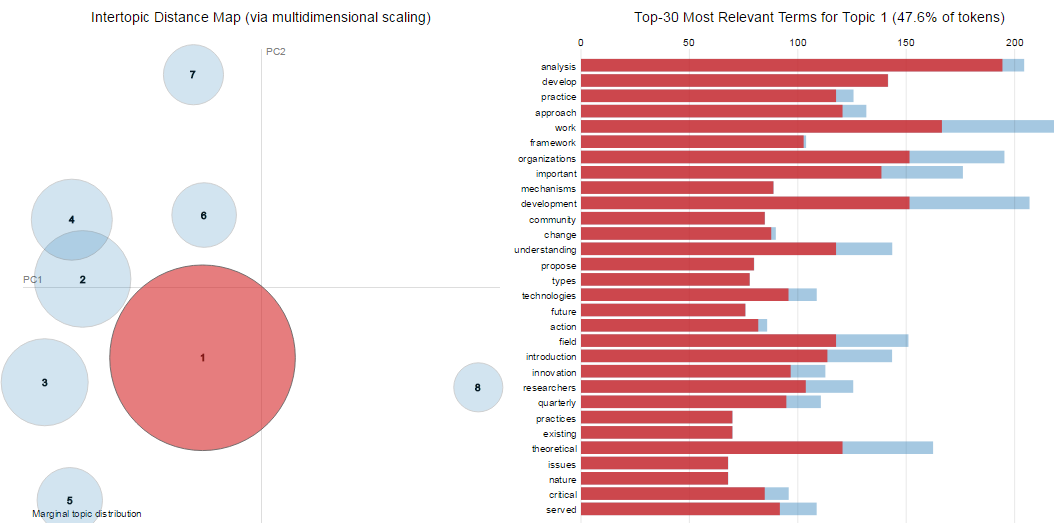 Intertopic Distance Map (via multidimensional scaling)
PC2
7
4
6
PC1
2
1
3
8
5
Marginal topic distribution
Top-30 Most Relevant Terms for Topic 1 (47.6% of tokens)
0 50 100 150 200
analysis
develop
practice
approach
work
framework
organizations
important
mechanisms
development
community
change
understanding
propose
types
technologies
future
action
field
introduction
innovation
researchers
quarterly
practices
existing
theoretical
issues
nature
critical
served